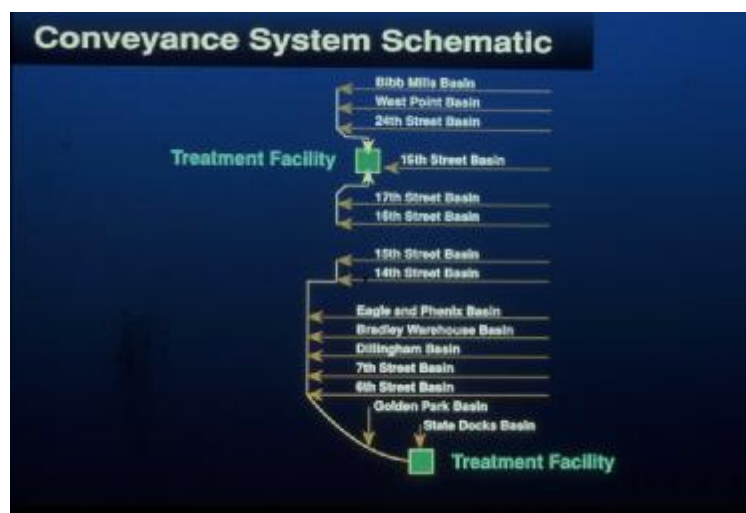 Conveyance System Schematic
Bibb Mills Basin
West Point Basin
24th Street Basin
Treatment Facility
15th Street Basin
17th Street Basin
16th Street Basin
15th Street Basin
14th Street Basin
Eagle and Phenix Basin
Bradley Warehouse Basin
Dillingham Basin
7th Street Basin
6th Street Basin
Golden Park Basin
State Docks Basin
Treatment Facility